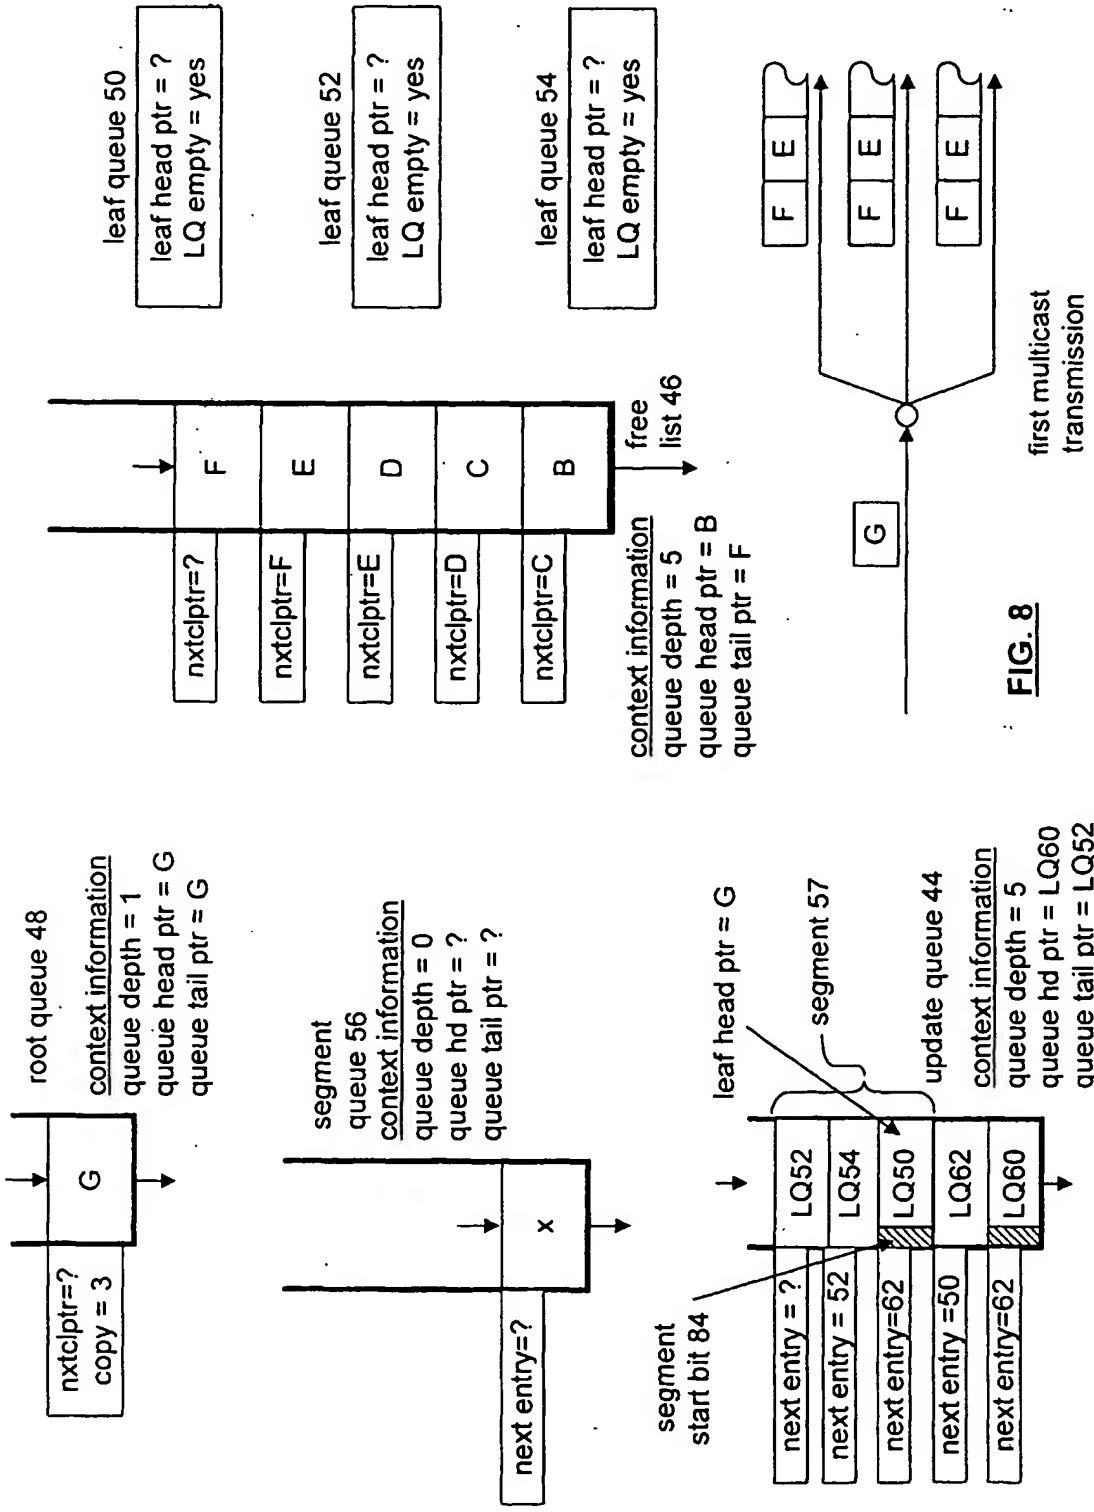 root queue 48
nxtclptr=?
copy = 3
G
context information
queue depth = 1
queue head ptr = G
queue tail ptr = G
segment
queue 56
context information
queue depth = 0
queue hd ptr = ?
queue tail ptr = ?
next entry=?
x
segment
start bit 84
leaf head ptr = G
segment 57
next entry = ?
LQ52
next entry = 52
LQ54
next entry=62
LQ50
next entry =50
LQ62
next entry=62
LQ60
update queue 44
context information
queue depth = 5
queue hd ptr = LQ60
queue tail ptr = LQ52
nxtclptr=?
F
nxtclptr=F
E
nxtclptr=E
D
nxtclptr=D
C
nxtclptr=C
B
free
list 46
context information
queue depth = 5
queue head ptr = B
queue tail ptr = F
leaf queue 50
leaf head ptr = ?
LQ empty = yes
leaf queue 52
leaf head ptr = ?
LQ empty = yes
leaf queue 54
leaf head ptr = ?
LQ empty = yes
G
F E
F E
F E
first multicast
transmission
FIG. 8